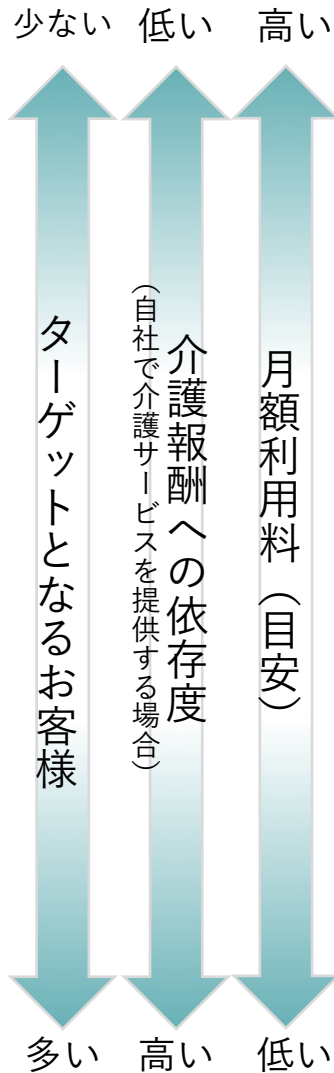 少ない
低い
高い
ターゲットとなるお客様
（自社で介護サービスを提供する場合）
介護報酬への依存度
月額利用料（目安）
多い
高い
低い